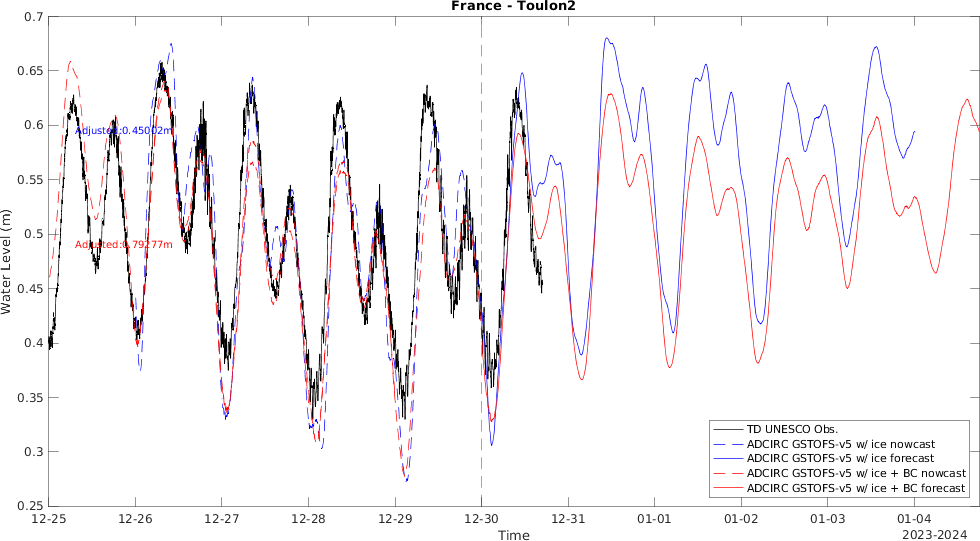 France - Toulon2
0.7
0.65
0.6
0.55
0.5
0.45
0.4
0.35
0.3
0.25
Water Level (m)
Adjusted:0.45002m
Adjusted:0.79277m
TD UNESCO Obs.
ADCIRC GSTOFS-v5 w/ ice nowcast
ADCIRC GSTOFS-v5 w/ ice forecast
ADCIRC GSTOFS-v5 w/ ice + BC nowcast
ADCIRC GSTOFS-v5 w/ ice + BC forecast
12-25 12-26 12-27 12-28 12-29 12-30 12-31 01-01 01-02 01-03 01-04
Time
2023-2024